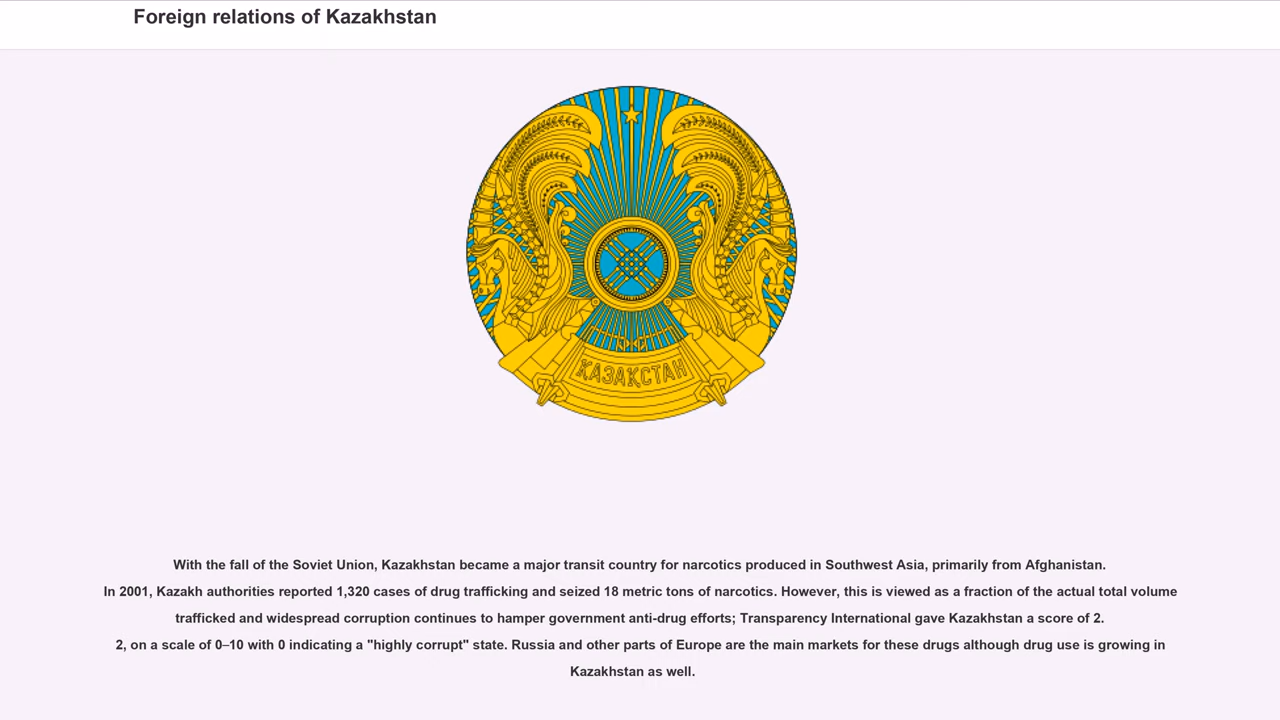 Foreign relations of Kazakhstan
ҚАЗАҚСТАН
With the fall of the Soviet Union, Kazakhstan became a major transit country for narcotics produced in Southwest Asia, primarily from Afghanistan.
In 2001, Kazakh authorities reported 1,320 cases of drug trafficking and seized 18 metric tons of narcotics. However, this is viewed as a fraction of the actual total volume
trafficked and widespread corruption continues to hamper government anti-drug efforts; Transparency International gave Kazakhstan a score of 2.
2, on a scale of 0–10 with 0 indicating a "highly corrupt" state. Russia and other parts of Europe are the main markets for these drugs although drug use is growing in
Kazakhstan as well.